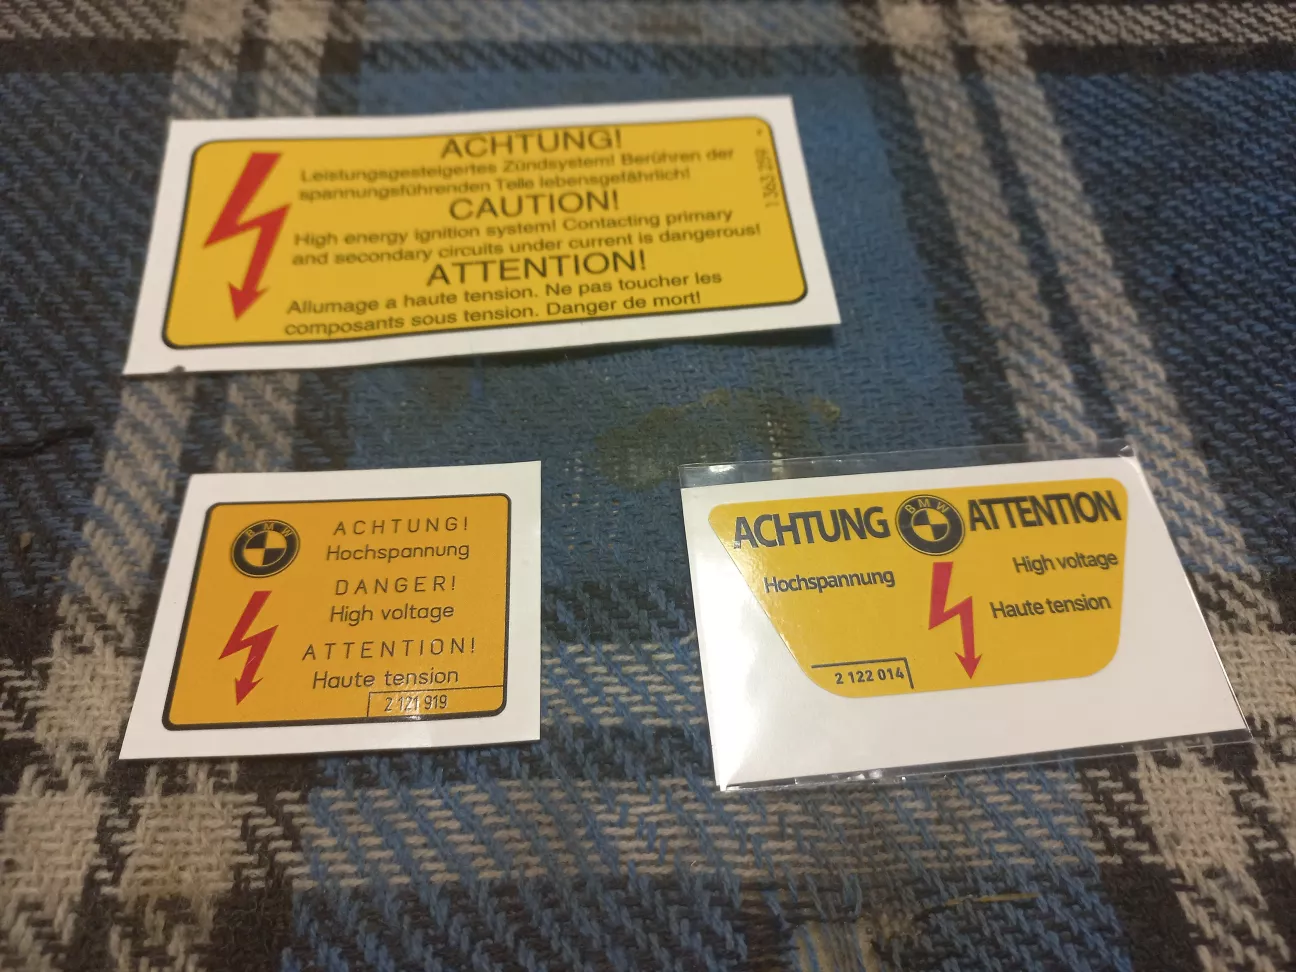 ACHTUNG!
Leistungsgesteigertes Zündsystem! Berühren der
spannungsführenden Teile lebensgefährlich!
CAUTION!
High energy ignition system! Contacting primary
and secondary circuits under current is dangerous!
ATTENTION!
Allumage a haute tension. Ne pas toucher les
composants sous tension. Danger de mort!
1 363 259
BMW
ACHTUNG!
Hochspannung
DANGER!
High voltage
ATTENTION!
Haute tension
2 121 919
ACHTUNG BMW ATTENTION
Hochspannung
High voltage
Haute tension
2 122 014